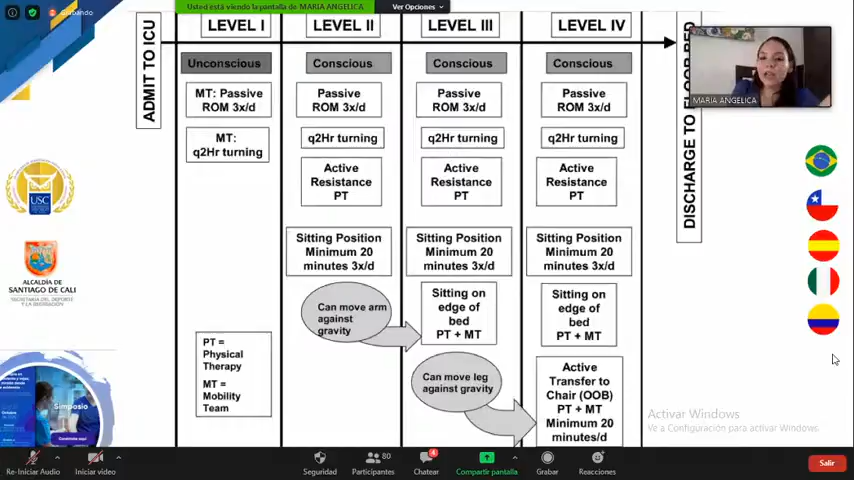 Grabando
Usted está viendo la pantalla de MARIA ANGELICA
Ver Opciones
ADMIT TO ICU
LEVEL I
LEVEL II
LEVEL III
LEVEL IV
Unconscious
Conscious
Conscious
Conscious
MT: Passive
ROM 3x/d
Passive
ROM 3x/d
Passive
ROM 3x/d
Passive
ROM 3x/d
MT:
q2Hr turning
q2Hr turning
q2Hr turning
q2Hr turning
Active
Resistance
PT
Active
Resistance
PT
Active
Resistance
PT
Sitting Position
Minimum 20
minutes 3x/d
Sitting Position
Minimum 20
minutes 3x/d
Sitting Position
Minimum 20
minutes 3x/d
Can move arm
against
gravity
Sitting on
edge of
bed
PT + MT
Sitting on
edge of
bed
PT + MT
PT =
Physical
Therapy
MT =
Mobility
Team
Can move leg
against gravity
Active
Transfer to
Chair (OOB)
PT + MT
Minimum 20
minutes/d
DISCHARGE TO
MARIA ANGELICA
USC
ALCALDÍA DE
SANTIAGO DE CALI
SECRETARÍA DEL DEPORTE
Y LA RECREACIÓN
Simposio
Activar Windows
Ve a Configuración para activar Windows.
Re-Iniciar Audio
Iniciar video
Seguridad
80
Participantes
4
Chatear
Compartir pantalla
Grabar
Reacciones
Salir